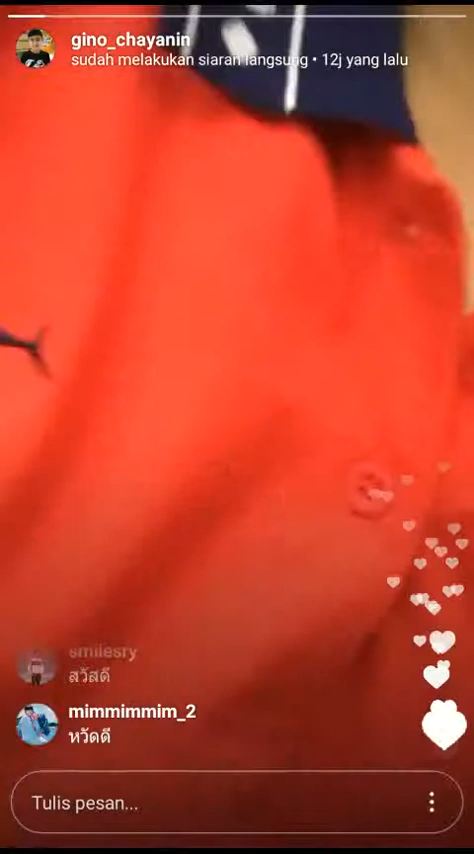 gino_chayanin
sudah melakukan siaran langsung • 12j yang lalu
smilesry
สวัสดี
mimmimmim_2
หวัดดี
Tulis pesan...